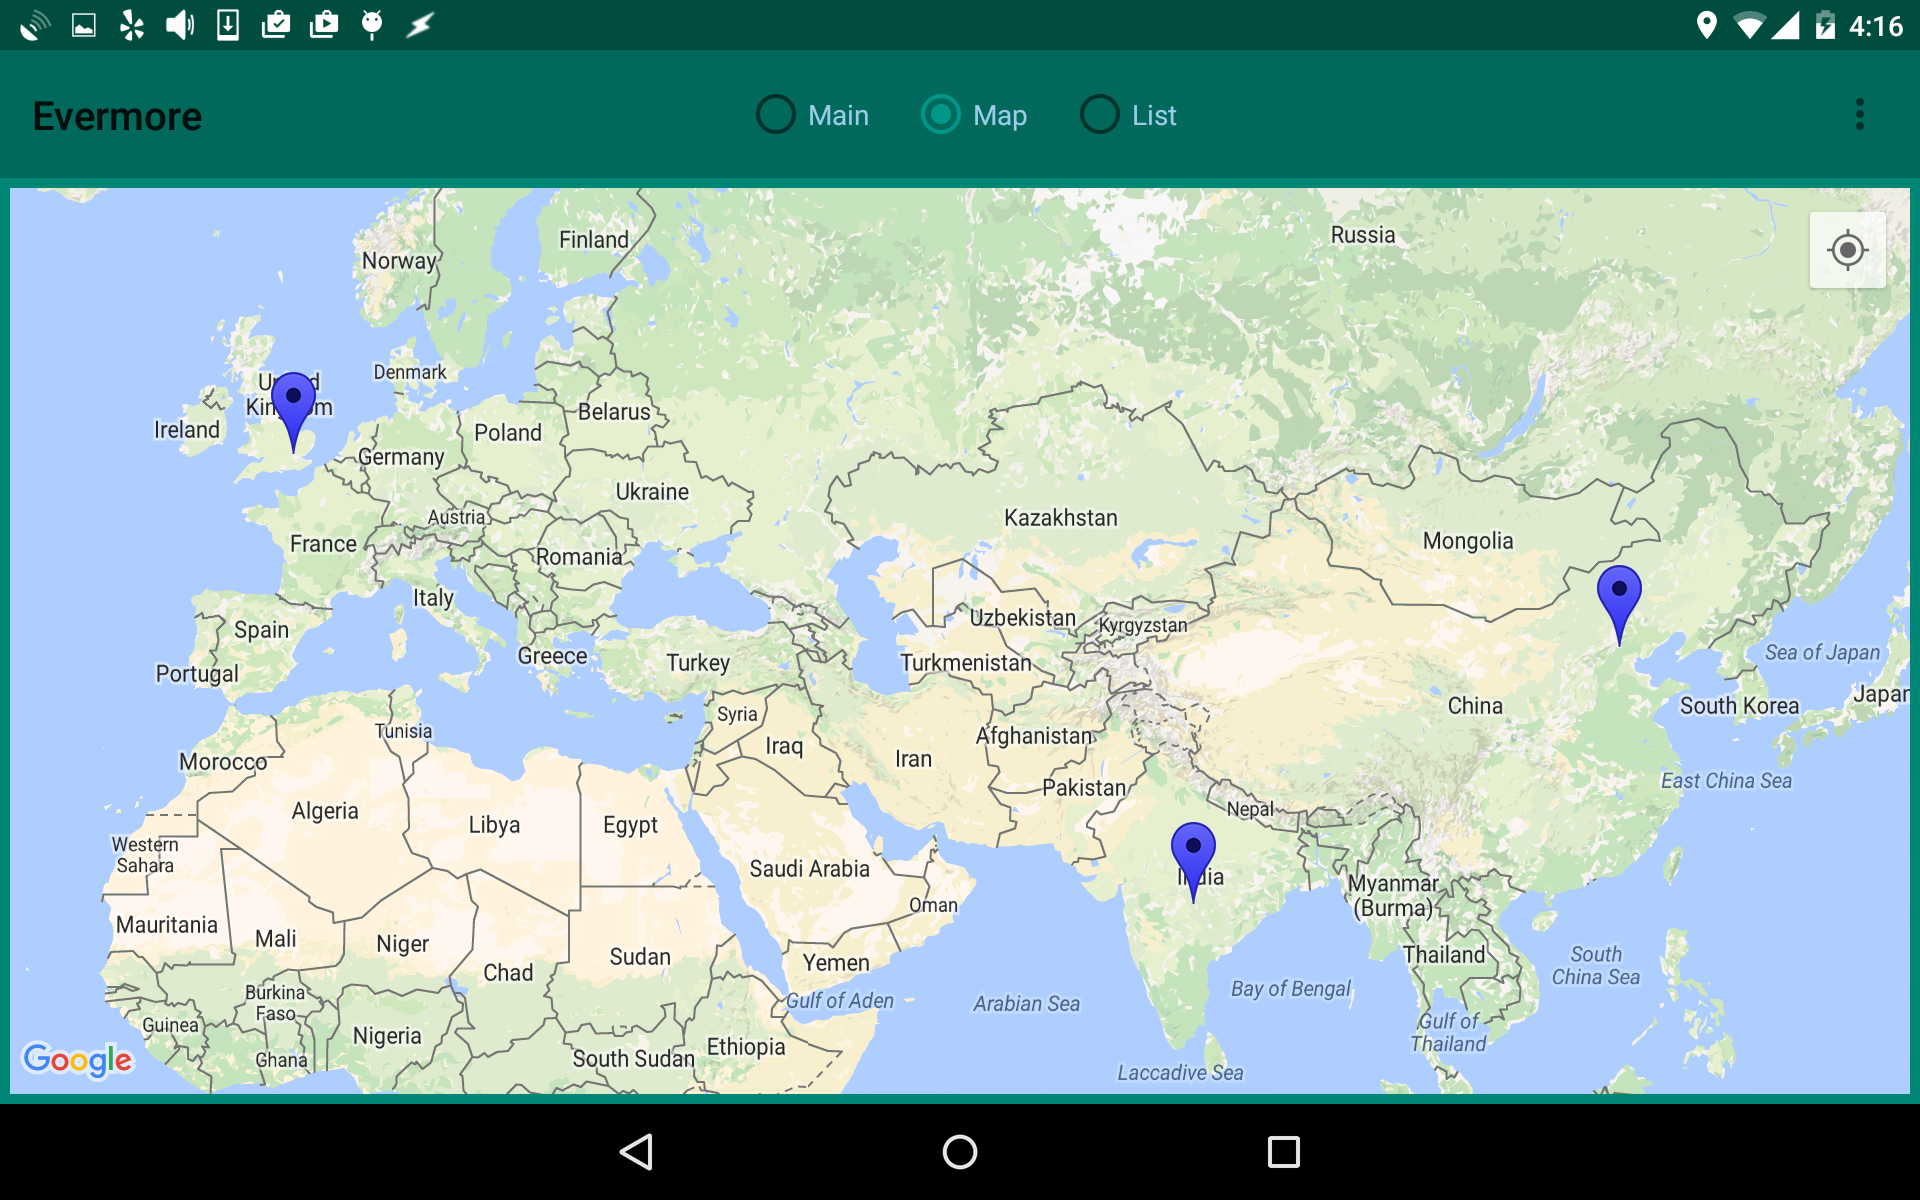 4:16
Evermore
Main
Map
List
Finland
Russia
Norway
Denmark
United
Kingdom
Ireland
Belarus
Poland
Germany
Ukraine
Austria
Kazakhstan
France
Mongolia
Romania
Italy
Uzbekistan
Kyrgyzstan
Spain
Greece
Turkey
Turkmenistan
Sea of Japan
Portugal
Syria
China
South Korea
Japan
Tunisia
Iraq
Afghanistan
Iran
Morocco
Pakistan
East China Sea
Algeria
Libya
Egypt
Nepal
Western
Sahara
Saudi Arabia
India
Myanmar
(Burma)
Oman
Mauritania
Mali
Niger
Sudan
Yemen
Thailand
South
China Sea
Chad
Burkina
Faso
Gulf of Aden
Arabian Sea
Bay of Bengal
Guinea
Nigeria
Gulf of
Thailand
Ethiopia
Ghana
South Sudan
Laccadive Sea
Google